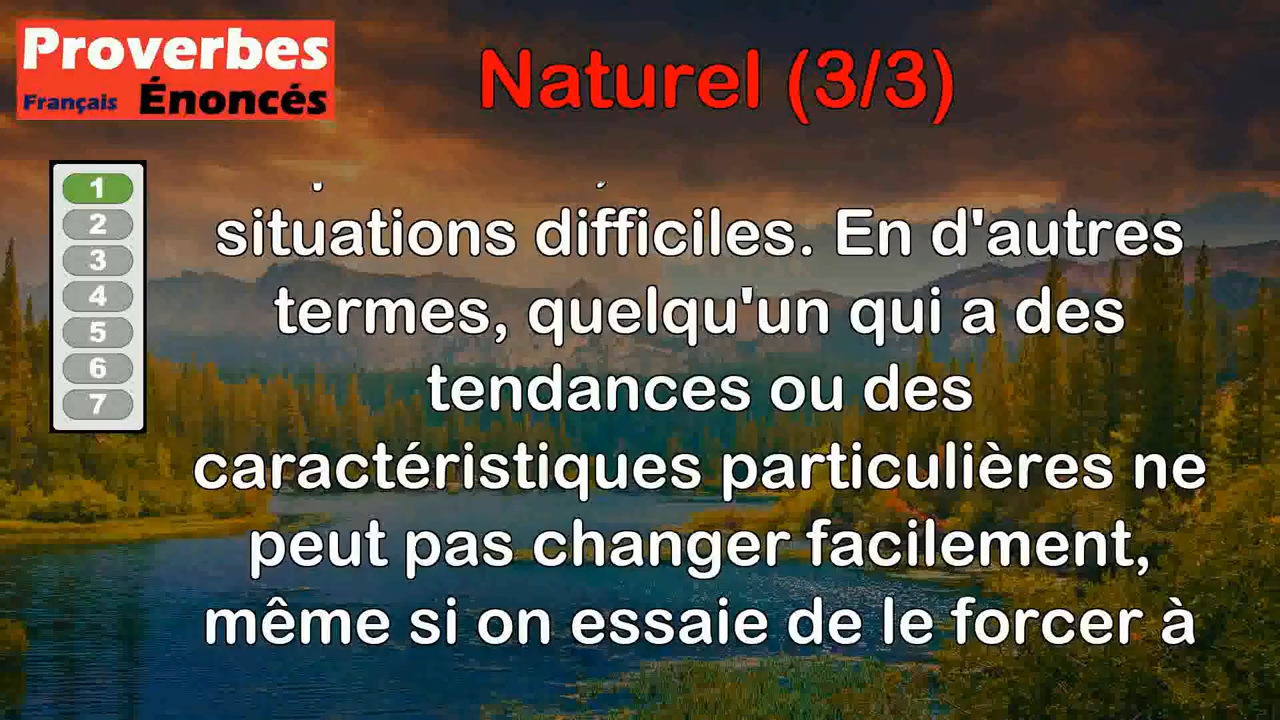 Proverbes
Français Énoncés
Naturel (3/3)
1
2
3
4
5
6
7
situations difficiles. En d'autres
termes, quelqu'un qui a des
tendances ou des
caractéristiques particulières ne
peut pas changer facilement,
même si on essaie de le forcer à